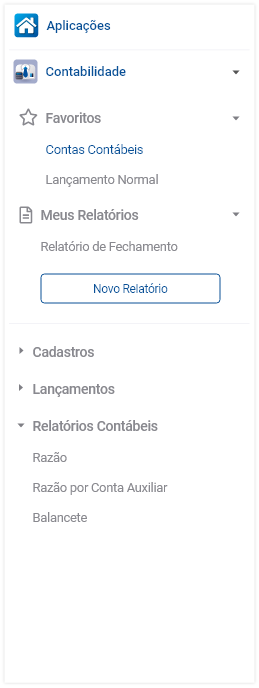 Aplicações
Contabilidade
Favoritos
Contas Contábeis
Lançamento Normal
Meus Relatórios
Relatório de Fechamento
Novo Relatório
Cadastros
Lançamentos
Relatórios Contábeis
Razão
Razão por Conta Auxiliar
Balancete